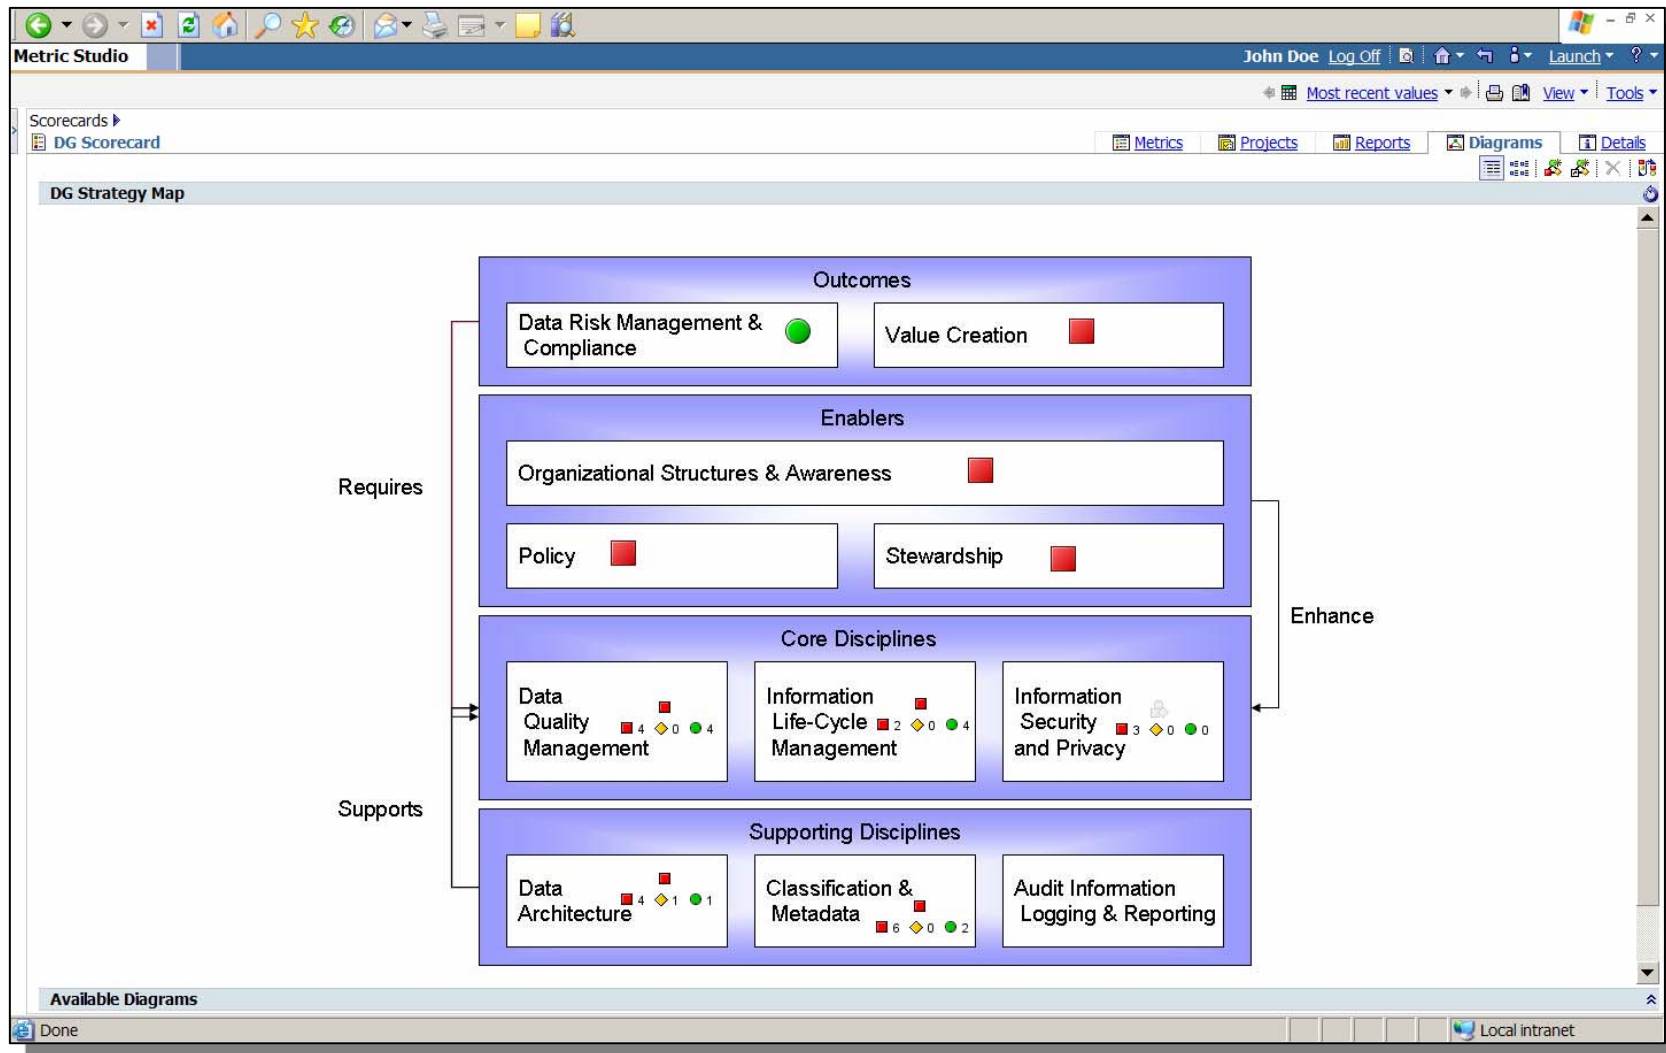 Metric Studio
John Doe Log Off Launch ?
Most recent values View Tools
Scorecards
DG Scorecard
Metrics Projects Reports Diagrams Details
DG Strategy Map
Outcomes
Data Risk Management &
Compliance
Value Creation
Enablers
Organizational Structures & Awareness
Requires
Policy
Stewardship
Enhance
Core Disciplines
Data
Quality
Management
4 0 4
Information
Life-Cycle
Management
2 0 4
Information
Security
and Privacy
3 0 0
Supports
Supporting Disciplines
Data
Architecture
4 1 1
Classification &
Metadata
6 0 2
Audit Information
Logging & Reporting
Available Diagrams
Done
Local intranet